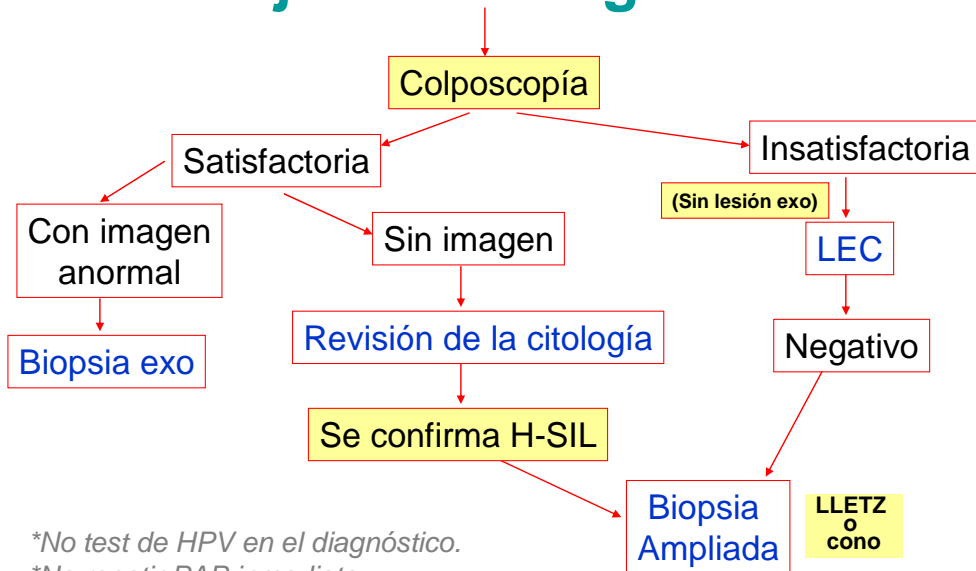 Colposcopía
Satisfactoria
Insatisfactoria
(Sin lesión exo)
Con imagen
anormal
Sin imagen
LEC
Biopsia exo
Revisión de la citología
Negativo
Se confirma H-SIL
Biopsia
Ampliada
LLETZ
o
cono
*No test de HPV en el diagnóstico.